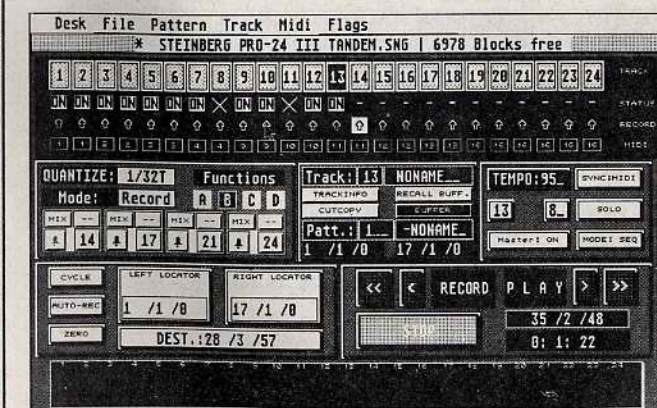 Desk File Pattern Track Midi Flags
* STEINBERG PRO-24 III TANDEM.SNG | 6978 Blocks free
1 2 3 4 5 6 7 8 9 10 11 12 13 14 15 16 17 18 19 20 21 22 23 24 TRACK
ON ON ON ON ON ON ON ON ON ON ON STATUS
RECORD
MIDI
QUANTIZE: 1/32T Functions
Mode: Record A B C D
MIX -- MIX -- MIX -- MIX --
14 17 21 24
Track: 13 NONAME__
TRACKINFO RECALL BUFF.
CUTCOPY BUFFER
Patt.: 1__ -NONAME_
1 /1 /0 17 /1 /0
TEMPO:95_ SYNC:MIDI
13 8_ SOLO
Master: ON MODE: SEQ
CYCLE LEFT LOCATOR RIGHT LOCATOR
AUTO-REC 1 /1 /0 17 /1 /0
ZERO DEST.:28 /3 /57
<< < RECORD PLAY > >>
STOP 35 /2 /48
0: 1: 22